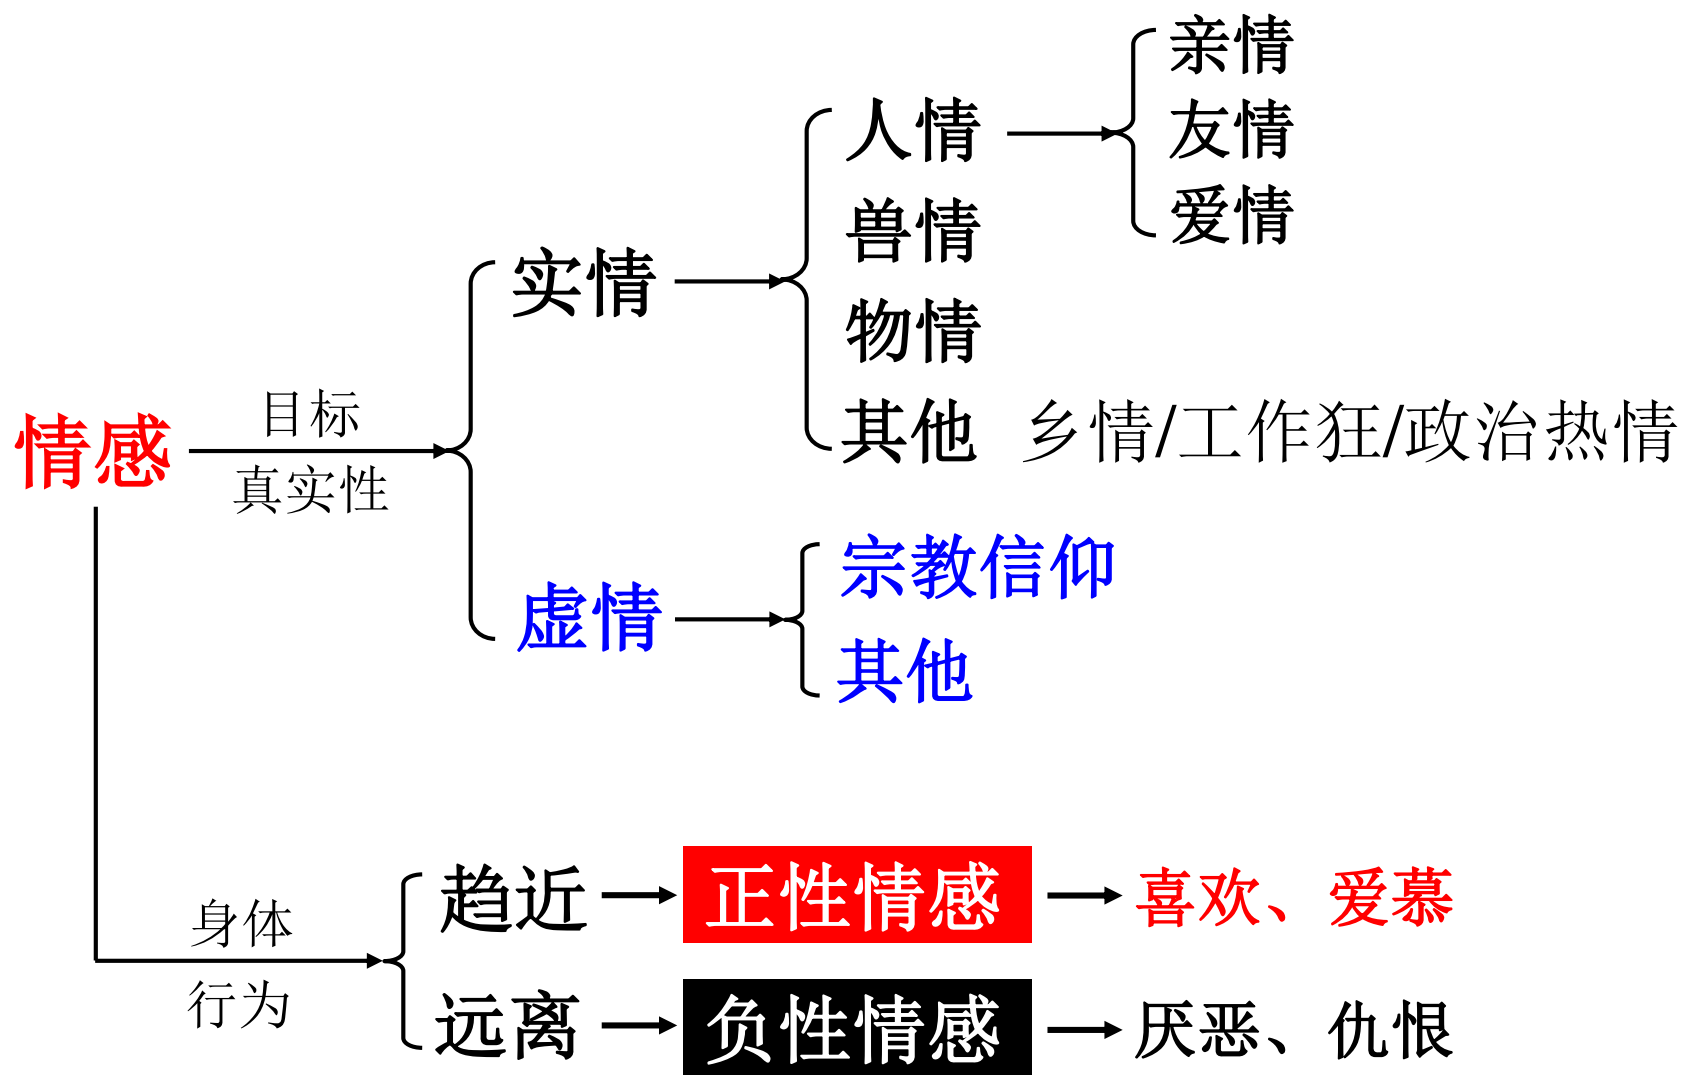 亲情
友情
爱情
人情
兽情
物情
其他 乡情/工作狂/政治热情
实情
情感
目标
真实性
虚情
宗教信仰
其他
身体
行为
趋近
正性情感
喜欢、爱慕
远离
负性情感
厌恶、仇恨